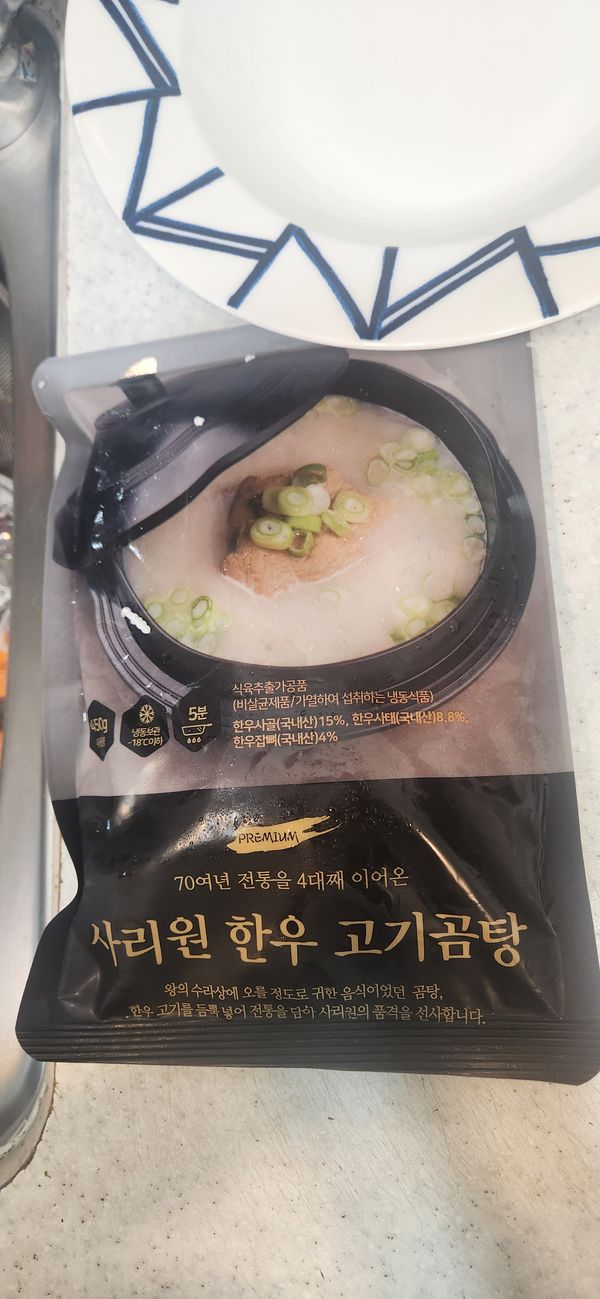 식육추출가공품
(비살균제품/가열하여 섭취하는 냉동식품)
한우사골(국내산)15%, 한우사태(국내산)8.8%,
한우잡뼈(국내산)4%
450g
냉동보관
-18℃이하
5분
PREMIUM
70여년 전통을 4대째 이어온
사리원 한우 고기곰탕
왕의 수라상에 오를 정도로 귀한 음식이었던 곰탕,
한우 고기를 듬뿍 넣어 전통을 담아 사리원의 품격을 선사합니다.